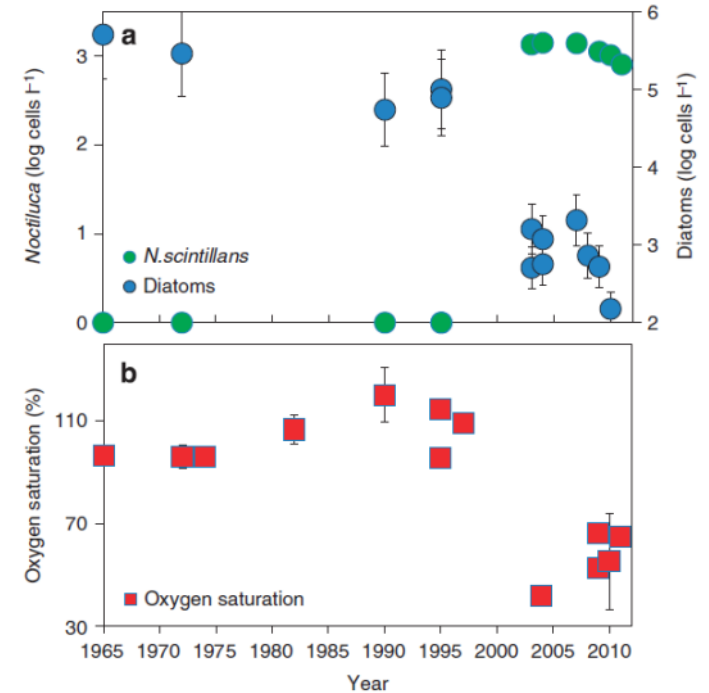 a
Noctiluca (log cells l⁻¹)
3
2
1
0
6
5
4
3
2
Diatoms (log cells l⁻¹)
N.scintillans
Diatoms
b
Oxygen saturation (%)
110
70
30
Oxygen saturation
1965 1970 1975 1980 1985 1990 1995 2000 2005 2010
Year